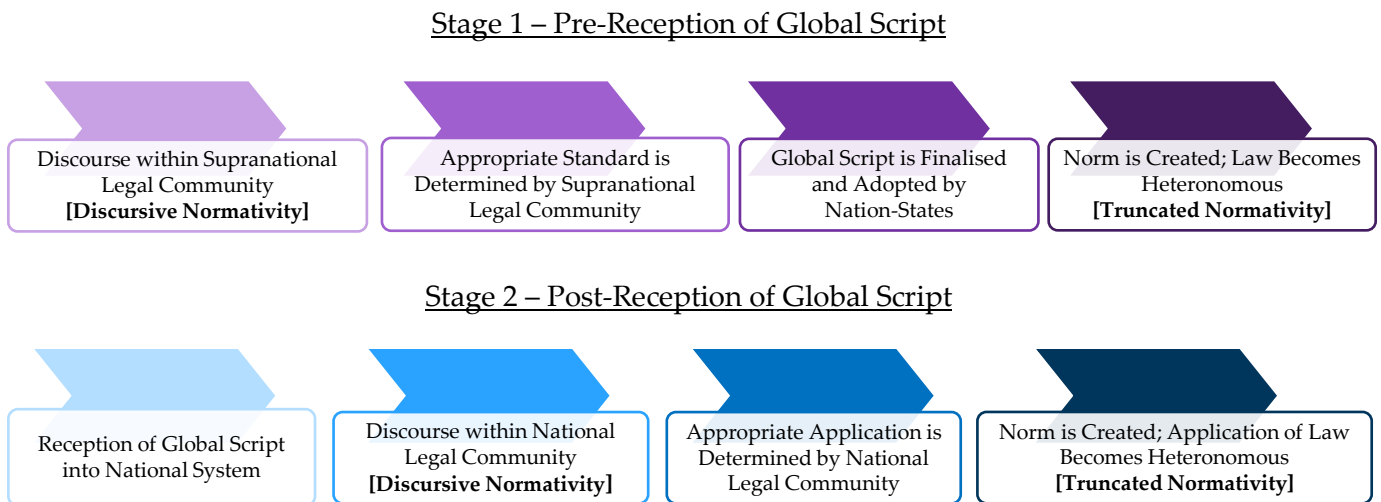 Stage 1 – Pre-Reception of Global Script
Discourse within Supranational
Legal Community
[Discursive Normativity]
Appropriate Standard is
Determined by Supranational
Legal Community
Global Script is Finalised
and Adopted by
Nation-States
Norm is Created; Law Becomes
Heteronomous
[Truncated Normativity]
Stage 2 – Post-Reception of Global Script
Reception of Global Script
into National System
Discourse within National
Legal Community
[Discursive Normativity]
Appropriate Application is
Determined by National
Legal Community
Norm is Created; Application of Law
Becomes Heteronomous
[Truncated Normativity]